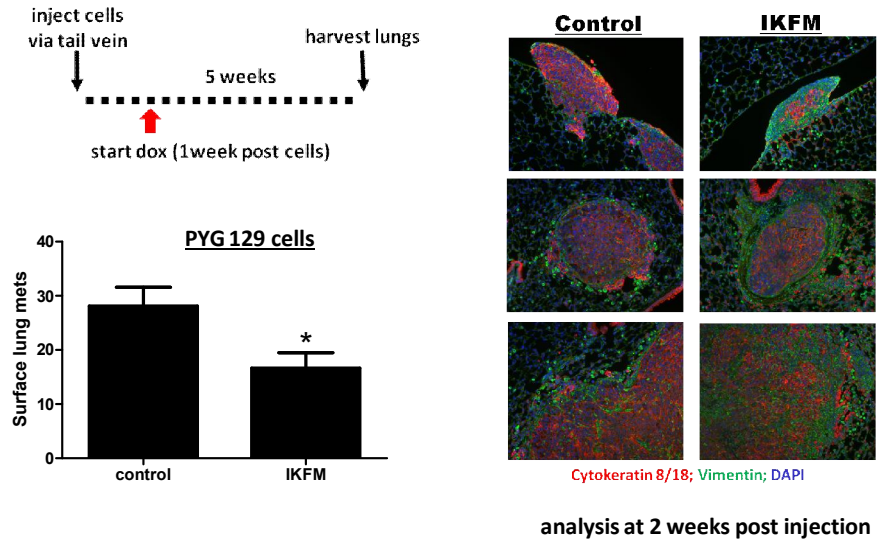 inject cells
via tail vein
harvest lungs
5 weeks
start dox (1week post cells)
PYG 129 cells
Surface lung mets
40
30
20
10
0
*
control
IKFM
Control
IKFM
Cytokeratin 8/18; Vimentin; DAPI
analysis at 2 weeks post injection